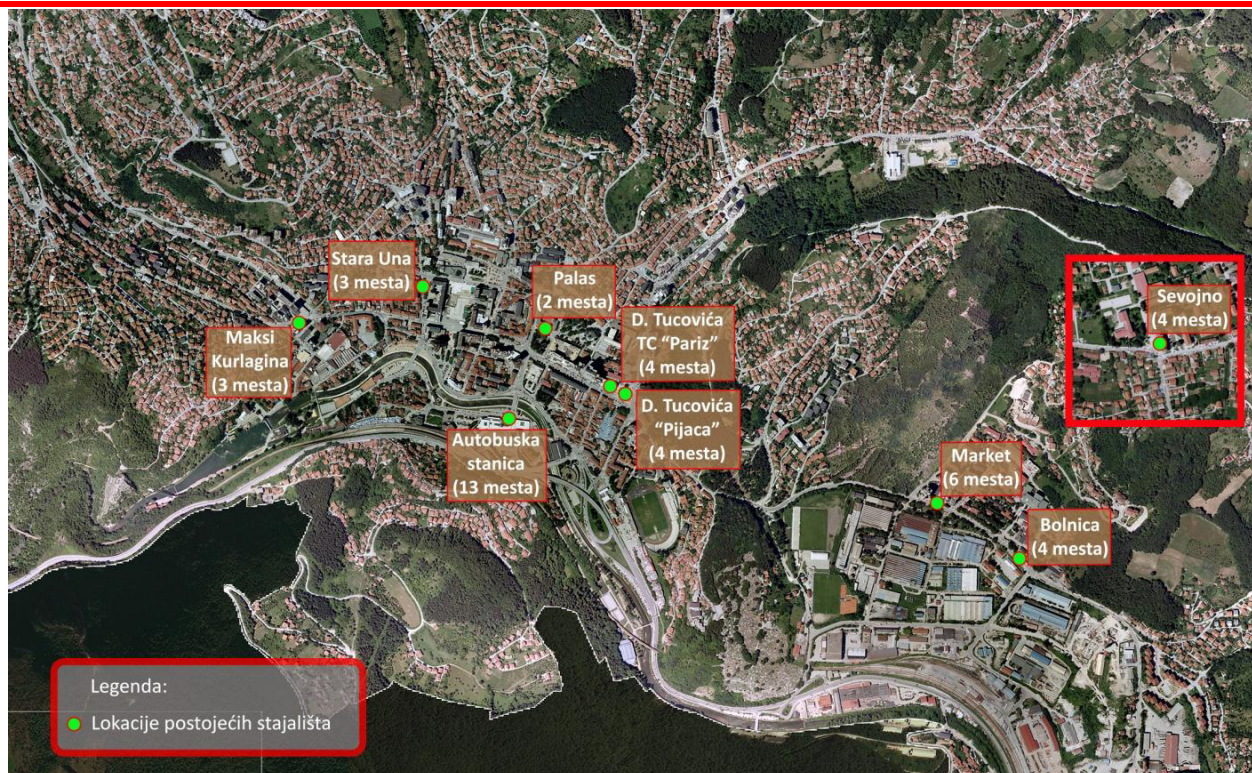 Stara Una
(3 mesta)
Palas
(2 mesta)
Maksi
Kurlagina
(3 mesta)
D. Tucovića
TC “Pariz”
(4 mesta)
D. Tucovića
“Pijaca”
(4 mesta)
Autobuska
stanica
(13 mesta)
Sevojno
(4 mesta)
Market
(6 mesta)
Bolnica
(4 mesta)
Legenda:
Lokacije postojećih stajališta